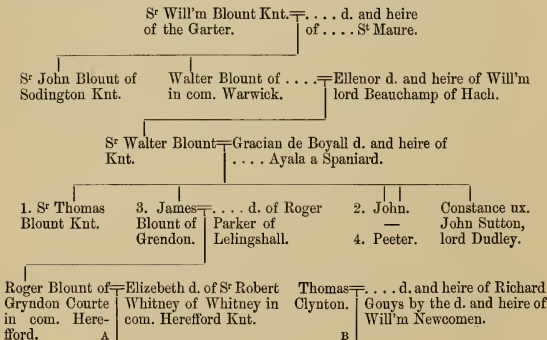 Sʳ Will'm Blount Knt. = . . . . d. and heire
of the Garter. of . . . . Sᵗ Maure.
Sʳ John Blount of
Sodington Knt.
Walter Blount of . . . . = Ellenor d. and heire of Will'm
in com. Warwick. lord Beauchamp of Hach.
Sʳ Walter Blount = Gracian de Boyall d. and heire of
Knt. . . . . Ayala a Spaniard.
1. Sʳ Thomas
Blount Knt.
3. James = . . . . d. of Roger
Blount of Parker of
Grendon. Lelingshall.
2. John.
—
4. Peeter.
Constance ux.
John Sutton,
lord Dudley.
Roger Blount of = Elizebeth d. of Sʳ Robert
Gryndon Courte Whitney of Whitney in
in com. Here- com. Herefford Knt.
fford. A
Thomas = . . . . d. and heire of Richard
Clynton. Gouys by the d. and heire of
Will'm Newcomen.
B